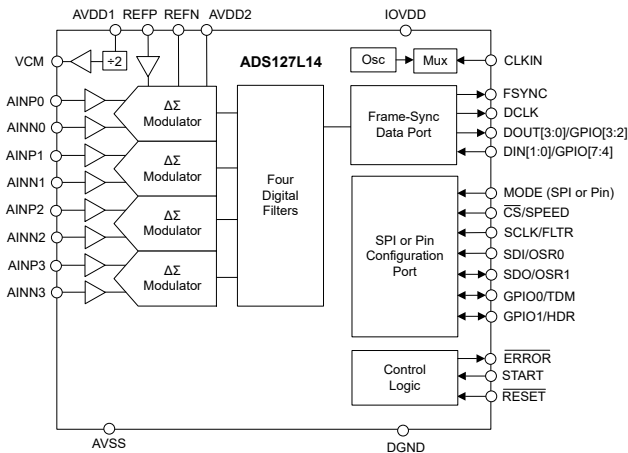 AVDD1 REFP REFN AVDD2 IOVDD
VCM
÷2
ADS127L14
Osc
Mux
CLKIN
AINP0
AINN0
AINP1
AINN1
AINP2
AINN2
AINP3
AINN3
ΔΣ
Modulator
ΔΣ
Modulator
ΔΣ
Modulator
ΔΣ
Modulator
Four
Digital
Filters
Frame-Sync
Data Port
FSYNC
DCLK
DOUT[3:0]/GPIO[3:2]
DIN[1:0]/GPIO[7:4]
SPI or Pin
Configuration
Port
MODE (SPI or Pin)
CS/SPEED
SCLK/FLTR
SDI/OSR0
SDO/OSR1
GPIO0/TDM
GPIO1/HDR
Control
Logic
ERROR
START
RESET
AVSS
DGND